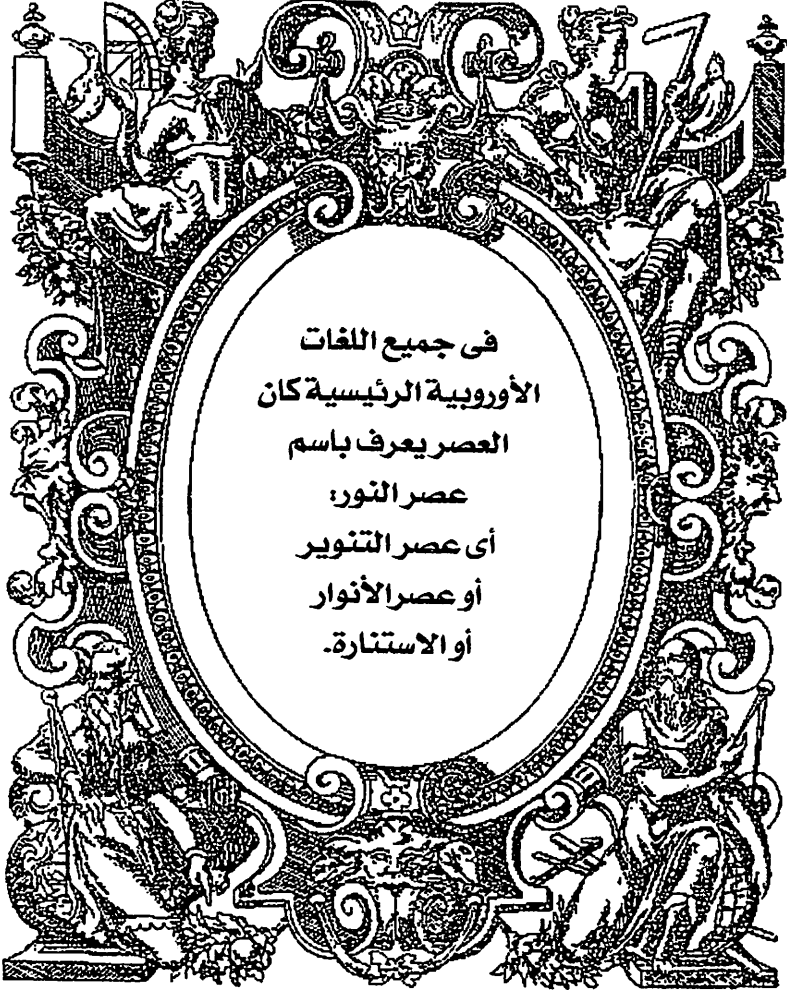 فى جميع اللغات
الأوروبية الرئيسية كان
العصر يعرف باسم
عصر النور:
أى عصر التنوير
أو عصر الأنوار
أو الاستنارة.